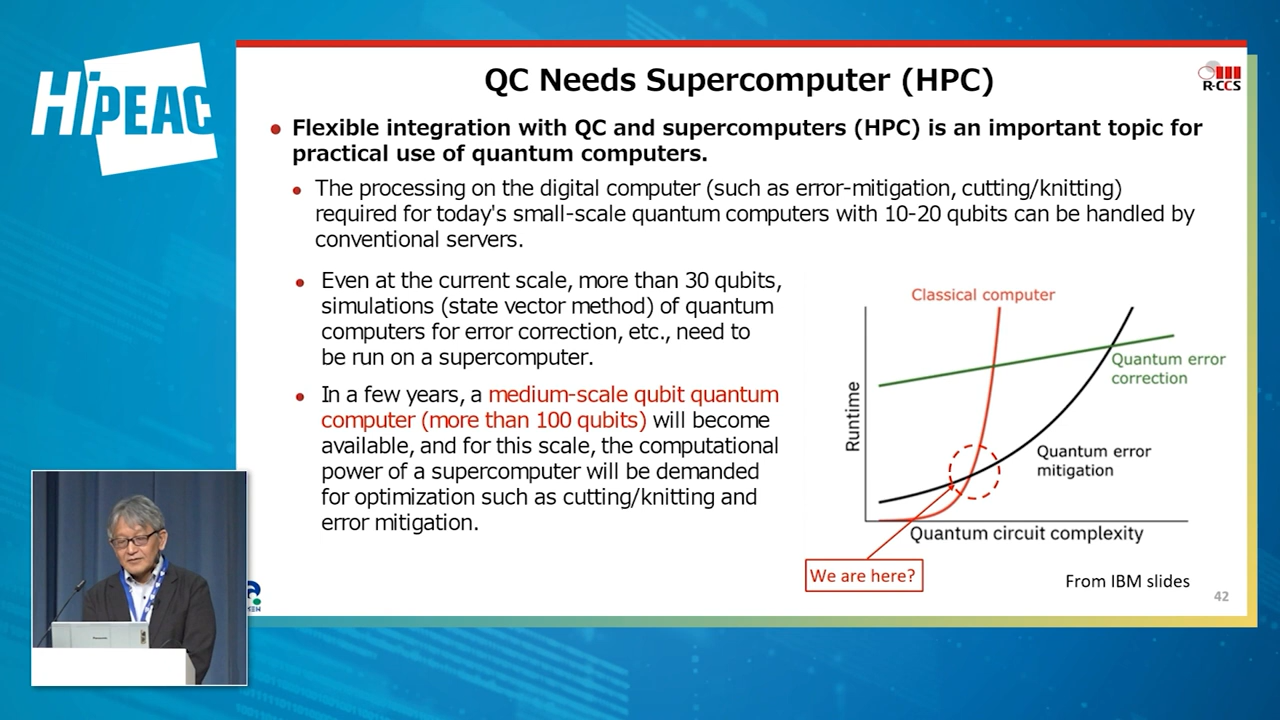 HiPEAC
QC Needs Supercomputer (HPC)
R-CCS
• Flexible integration with QC and supercomputers (HPC) is an important topic for
practical use of quantum computers.
• The processing on the digital computer (such as error-mitigation, cutting/knitting)
required for today's small-scale quantum computers with 10-20 qubits can be handled by
conventional servers.
• Even at the current scale, more than 30 qubits,
simulations (state vector method) of quantum
computers for error correction, etc., need to
be run on a supercomputer.
• In a few years, a medium-scale qubit quantum
computer (more than 100 qubits) will become
available, and for this scale, the computational
power of a supercomputer will be demanded
for optimization such as cutting/knitting and
error mitigation.
Classical computer
Quantum error
correction
Runtime
Quantum error
mitigation
Quantum circuit complexity
We are here?
From IBM slides
42